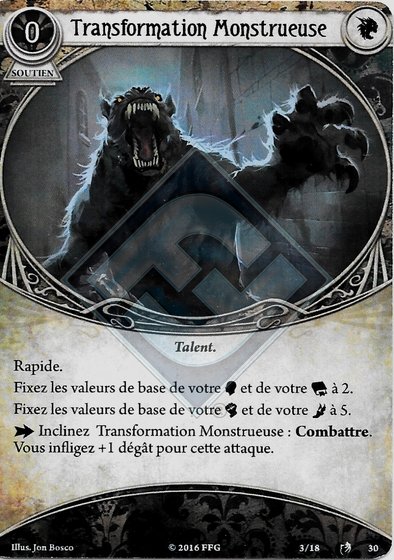 0
Transformation Monstrueuse
SOUTIEN
Talent.
Rapide.
Fixez les valeurs de base de votre et de votre à 2.
Fixez les valeurs de base de votre et de votre à 5.
Inclinez Transformation Monstrueuse : Combattre.
Vous infligez +1 dégât pour cette attaque.
Illus. Jon Bosco © 2016 FFG 3/18 30